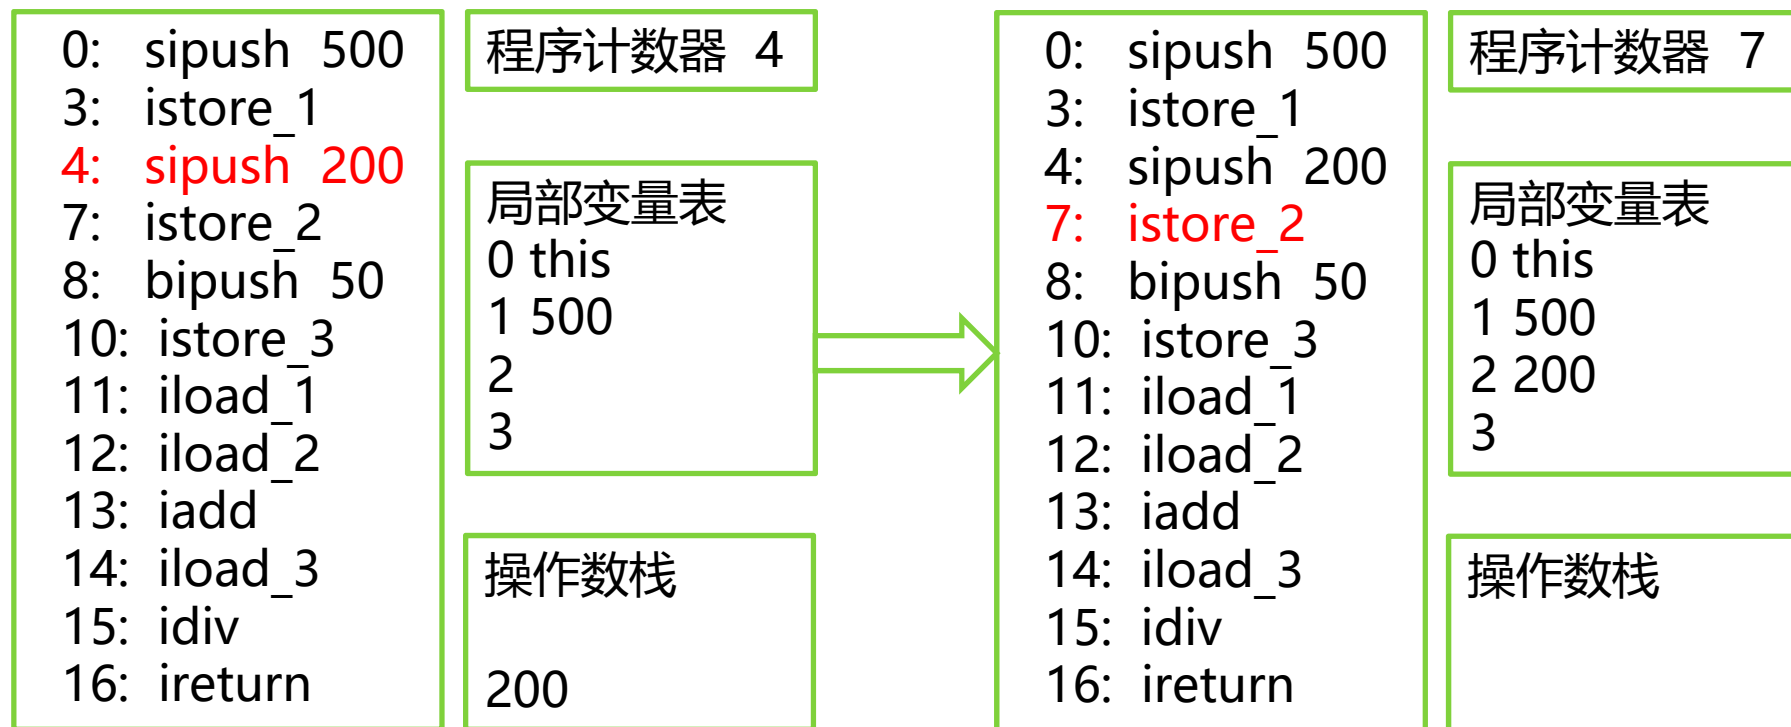 0: sipush 500
3: istore_1
4: sipush 200
7: istore_2
8: bipush 50
10: istore_3
11: iload_1
12: iload_2
13: iadd
14: iload_3
15: idiv
16: ireturn
程序计数器 4
局部变量表
0 this
1 500
2
3
操作数栈
200
0: sipush 500
3: istore_1
4: sipush 200
7: istore_2
8: bipush 50
10: istore_3
11: iload_1
12: iload_2
13: iadd
14: iload_3
15: idiv
16: ireturn
程序计数器 7
局部变量表
0 this
1 500
2 200
3
操作数栈